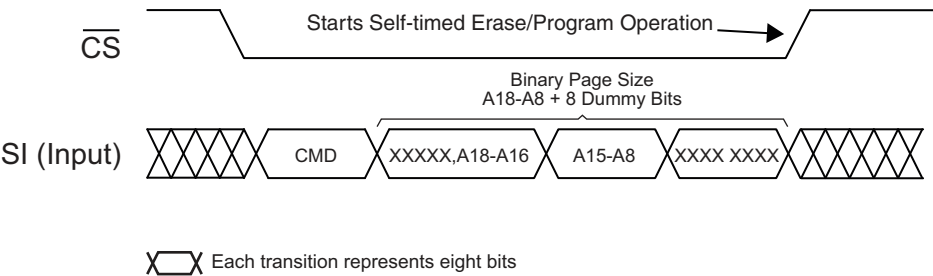 Starts Self-timed Erase/Program Operation
CS
Binary Page Size
A18-A8 + 8 Dummy Bits
SI (Input)
CMD
XXXXX,A18-A16
A15-A8
XXXX XXXX
Each transition represents eight bits